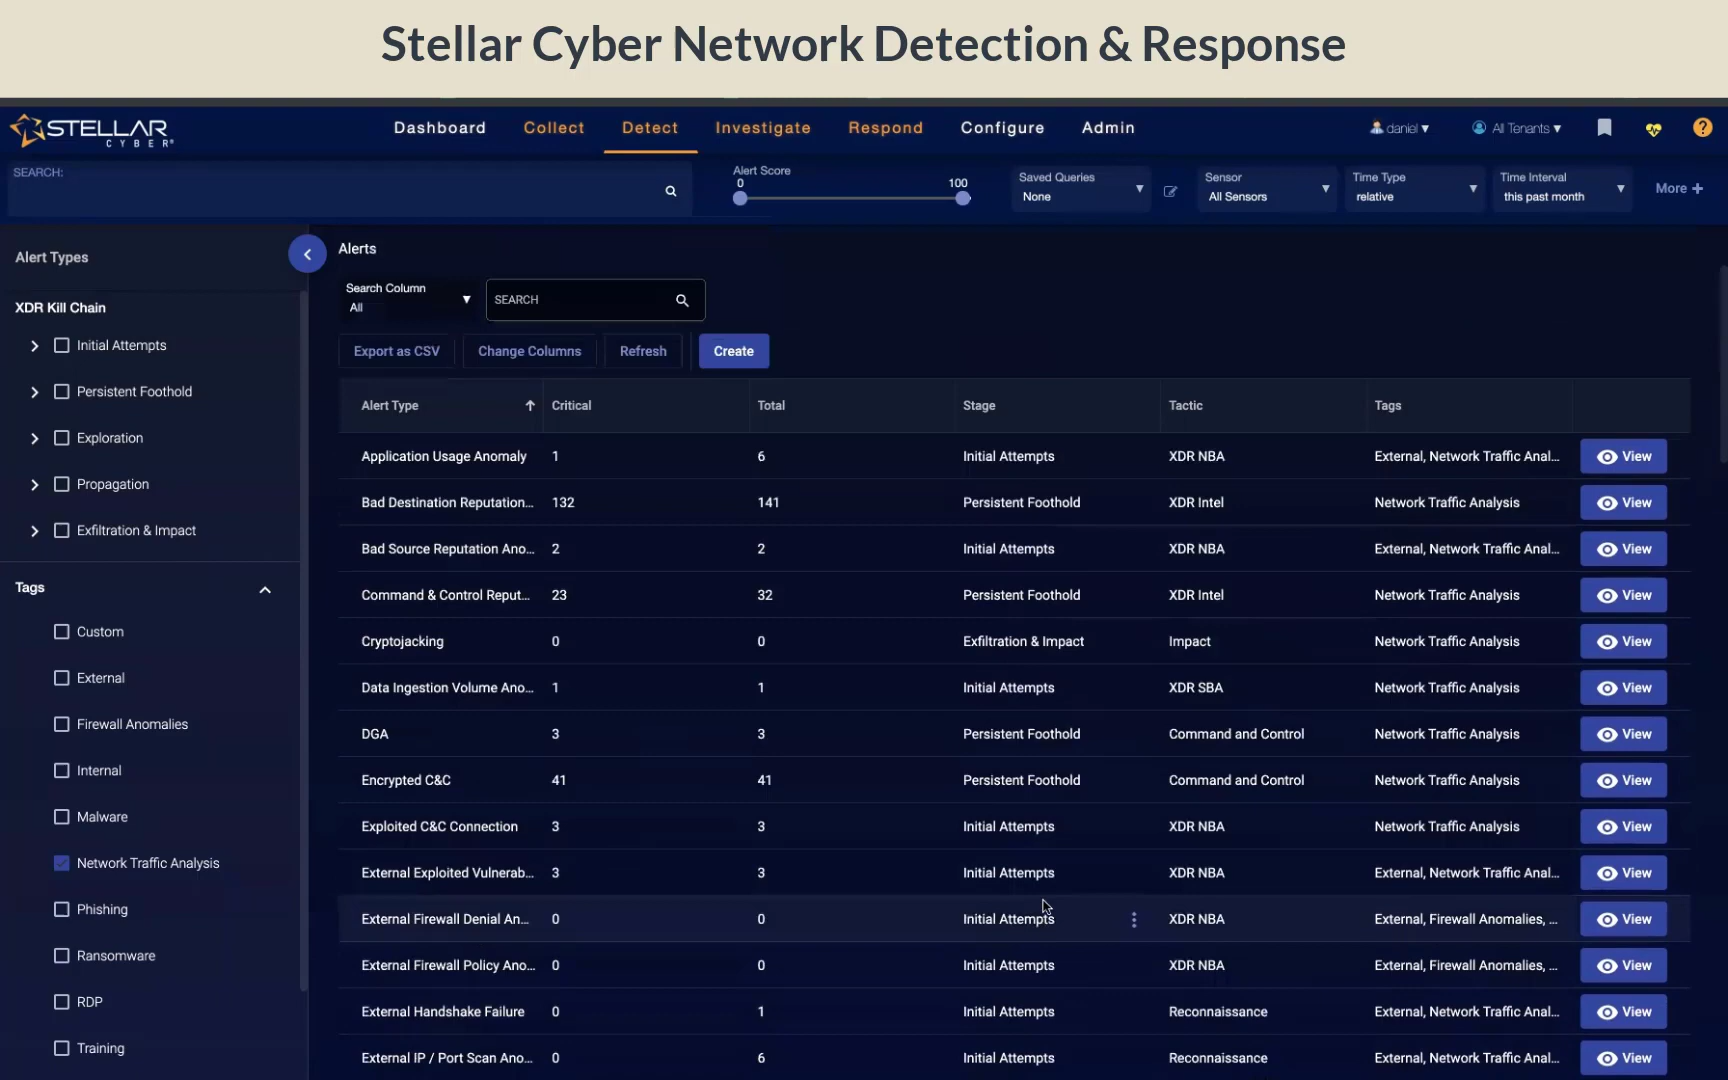 Stellar Cyber Network Detection & Response
STELLAR CYBER
Dashboard Collect Detect Investigate Respond Configure Admin
daniel All Tenants ?
SEARCH:
Alert Score
0 100
Saved Queries
None
Sensor
All Sensors
Time Type
relative
Time Interval
this past month
More +
Alert Types
XDR Kill Chain
Initial Attempts
Persistent Foothold
Exploration
Propagation
Exfiltration & Impact
Tags
Custom
External
Firewall Anomalies
Internal
Malware
Network Traffic Analysis
Phishing
Ransomware
RDP
Training
Alerts
Search Column
All
SEARCH
Export as CSV Change Columns Refresh Create
Alert Type Critical Total Stage Tactic Tags
Application Usage Anomaly 1 6 Initial Attempts XDR NBA External, Network Traffic Anal... View
Bad Destination Reputation... 132 141 Persistent Foothold XDR Intel Network Traffic Analysis View
Bad Source Reputation Ano... 2 2 Initial Attempts XDR NBA External, Network Traffic Anal... View
Command & Control Reput... 23 32 Persistent Foothold XDR Intel Network Traffic Analysis View
Cryptojacking 0 0 Exfiltration & Impact Impact Network Traffic Analysis View
Data Ingestion Volume Ano... 1 1 Initial Attempts XDR SBA Network Traffic Analysis View
DGA 3 3 Persistent Foothold Command and Control Network Traffic Analysis View
Encrypted C&C 41 41 Persistent Foothold Command and Control Network Traffic Analysis View
Exploited C&C Connection 3 3 Initial Attempts XDR NBA Network Traffic Analysis View
External Exploited Vulnerab... 3 3 Initial Attempts XDR NBA External, Network Traffic Anal... View
External Firewall Denial An... 0 0 Initial Attempts XDR NBA External, Firewall Anomalies, ... View
External Firewall Policy Ano... 0 0 Initial Attempts XDR NBA External, Firewall Anomalies, ... View
External Handshake Failure 0 1 Initial Attempts Reconnaissance External, Network Traffic Anal... View
External IP / Port Scan Ano... 0 6 Initial Attempts Reconnaissance External, Network Traffic Anal... View